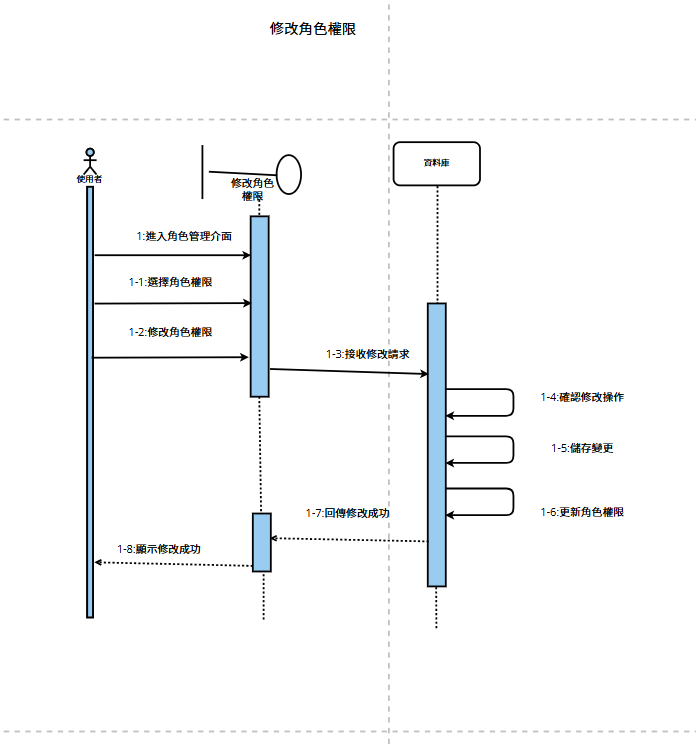 修改角色權限
使用者
修改角色
權限
資料庫
1:進入角色管理介面
1-1:選擇角色權限
1-2:修改角色權限
1-3:接收修改請求
1-4:確認修改操作
1-5:儲存變更
1-6:更新角色權限
1-7:回傳修改成功
1-8:顯示修改成功